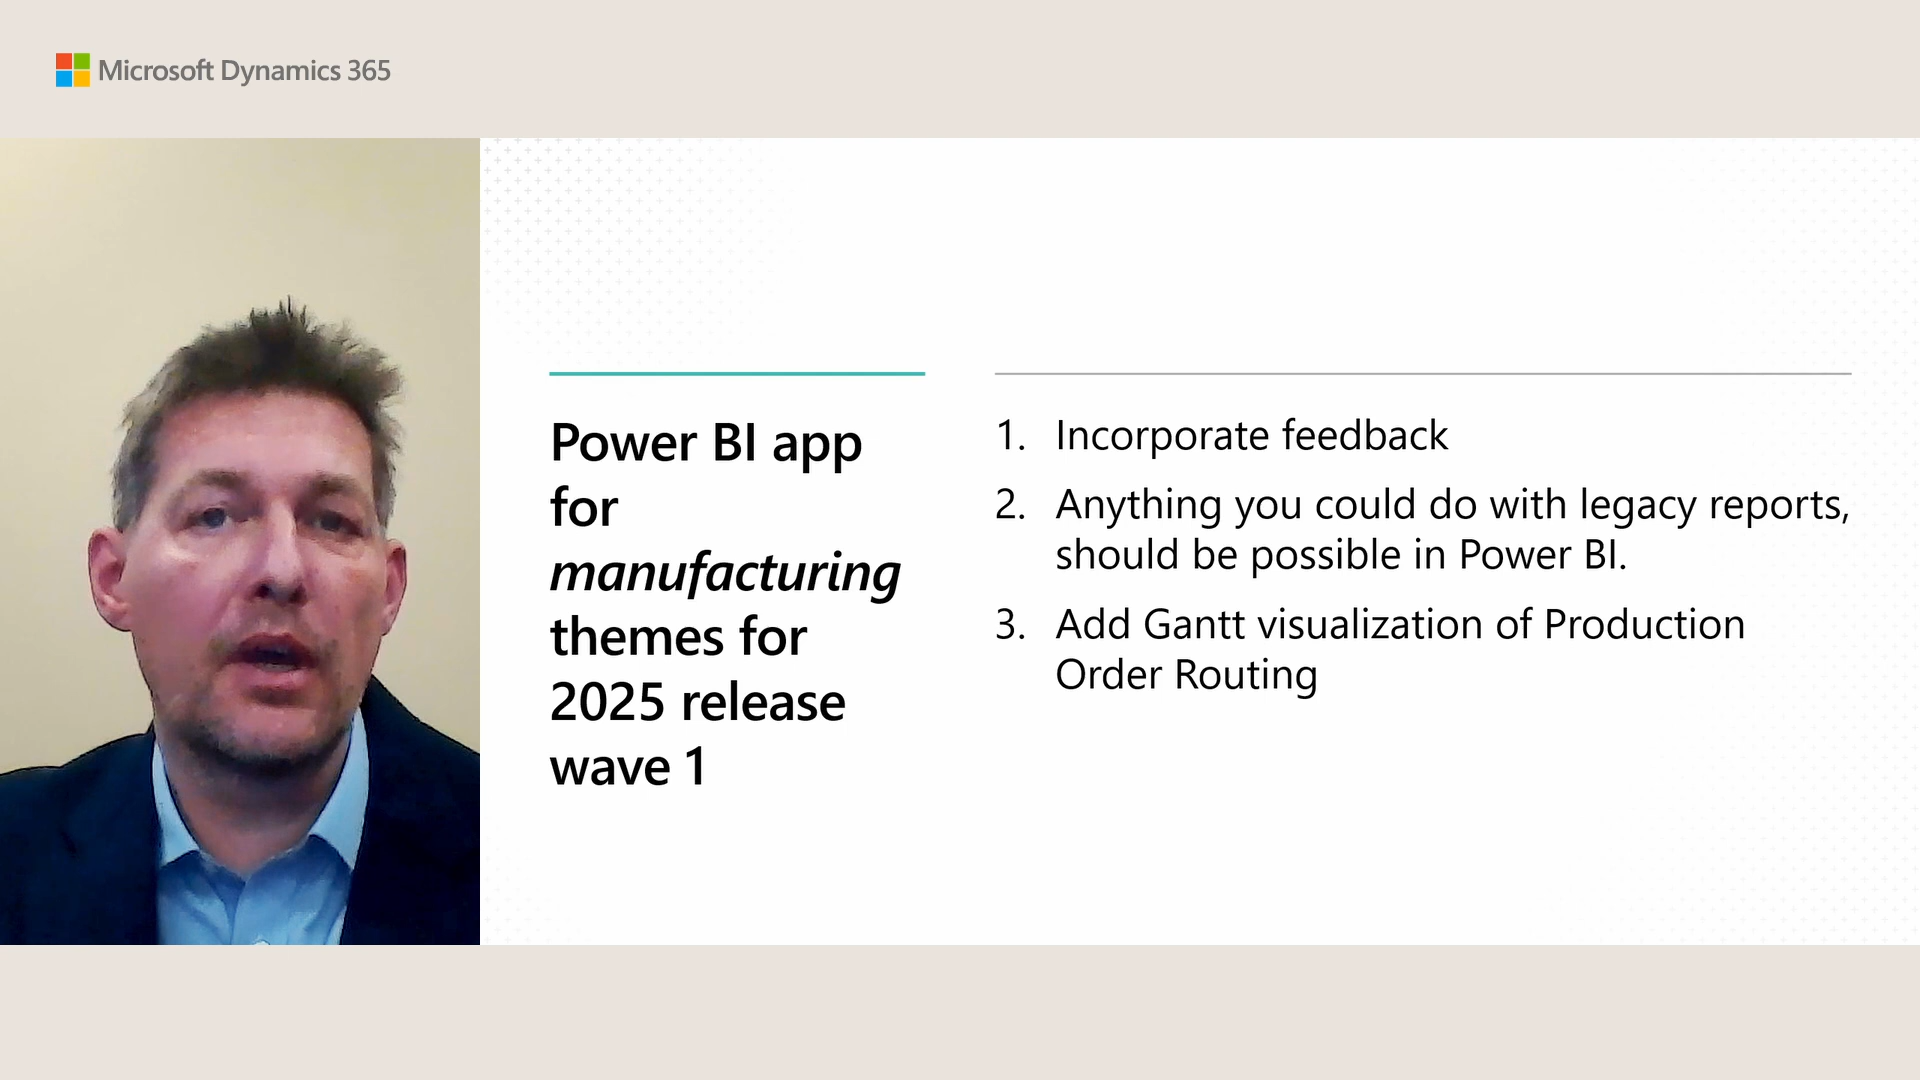 Microsoft Dynamics 365
Power BI app
for
manufacturing
themes for
2025 release
wave 1
1. Incorporate feedback
2. Anything you could do with legacy reports,
should be possible in Power BI.
3. Add Gantt visualization of Production
Order Routing